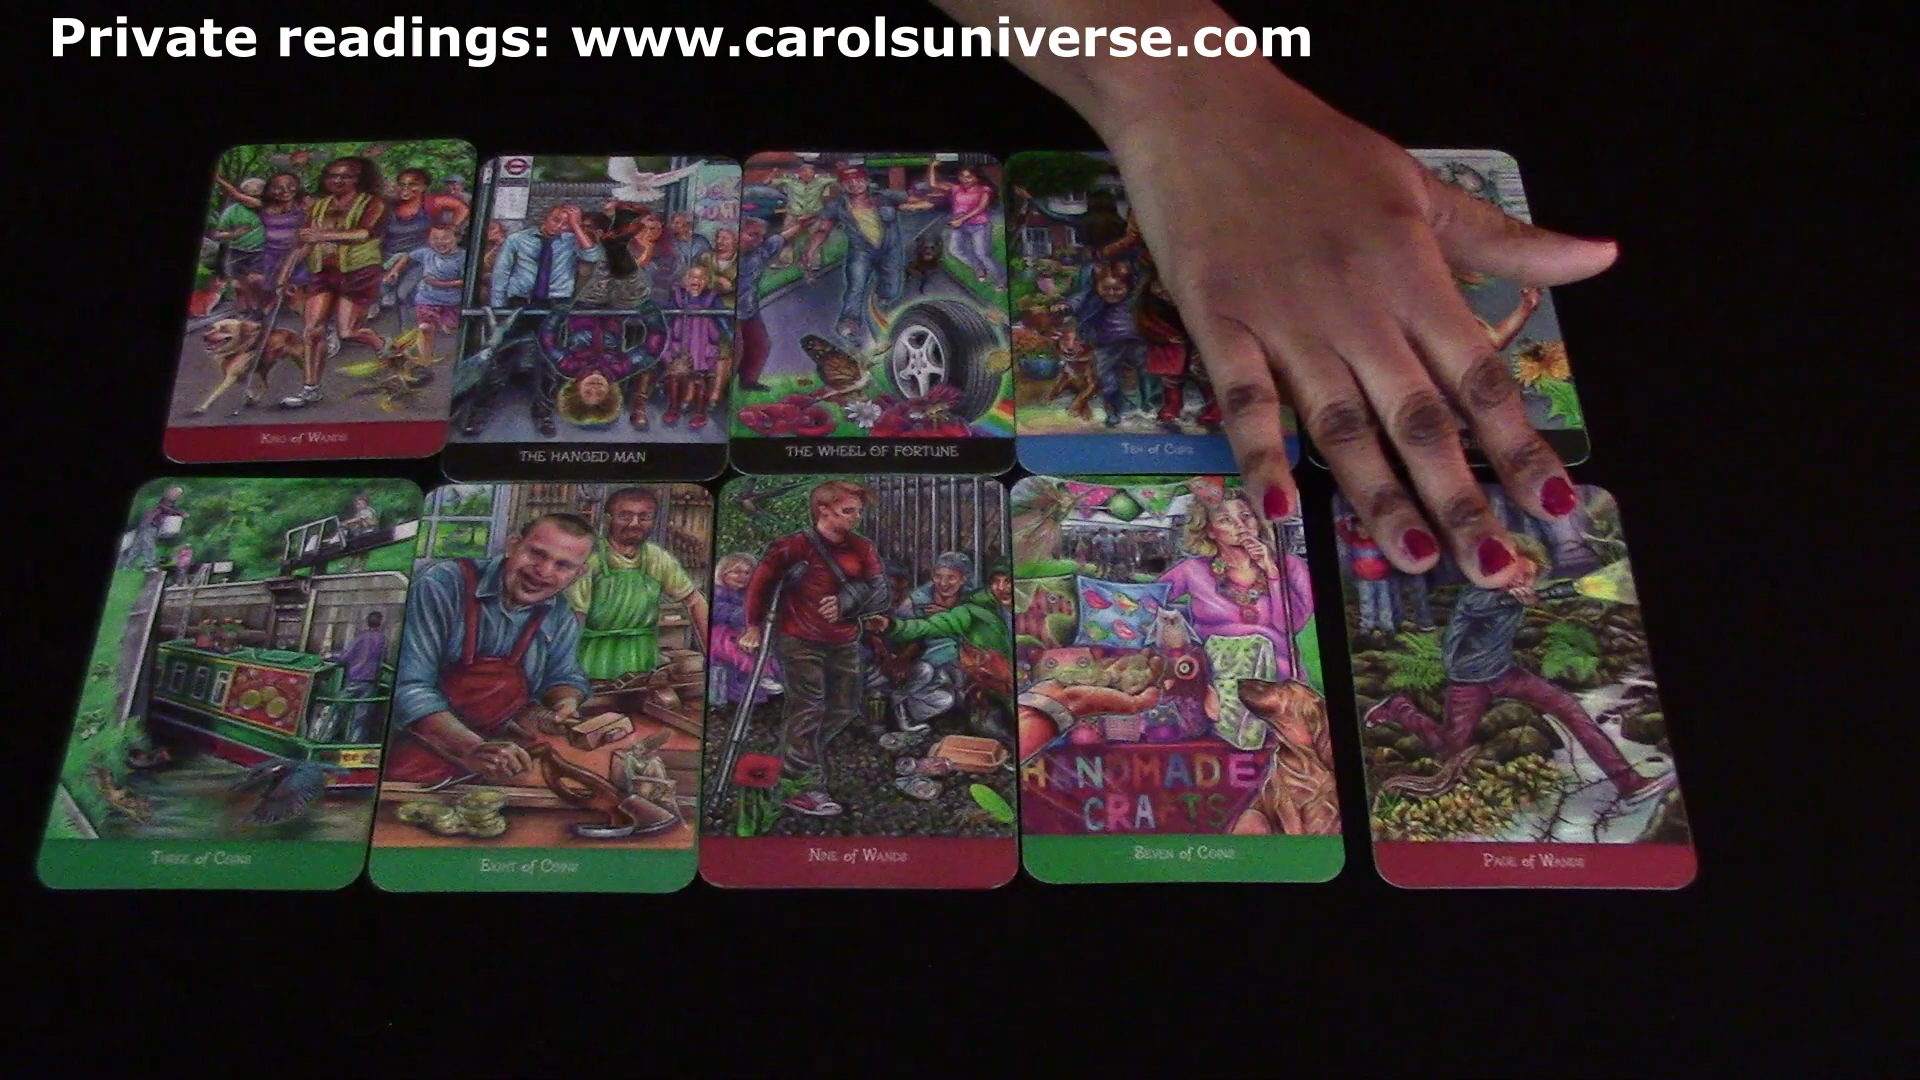 Private readings: www.carolsuniverse.com
King of Wands
THE HANGED MAN
THE WHEEL OF FORTUNE
Ten of Cups
Three of Coins
Eight of Coins
Nine of Wands
HANDMADE
CRAFTS
Seven of Coins
Page of Wands